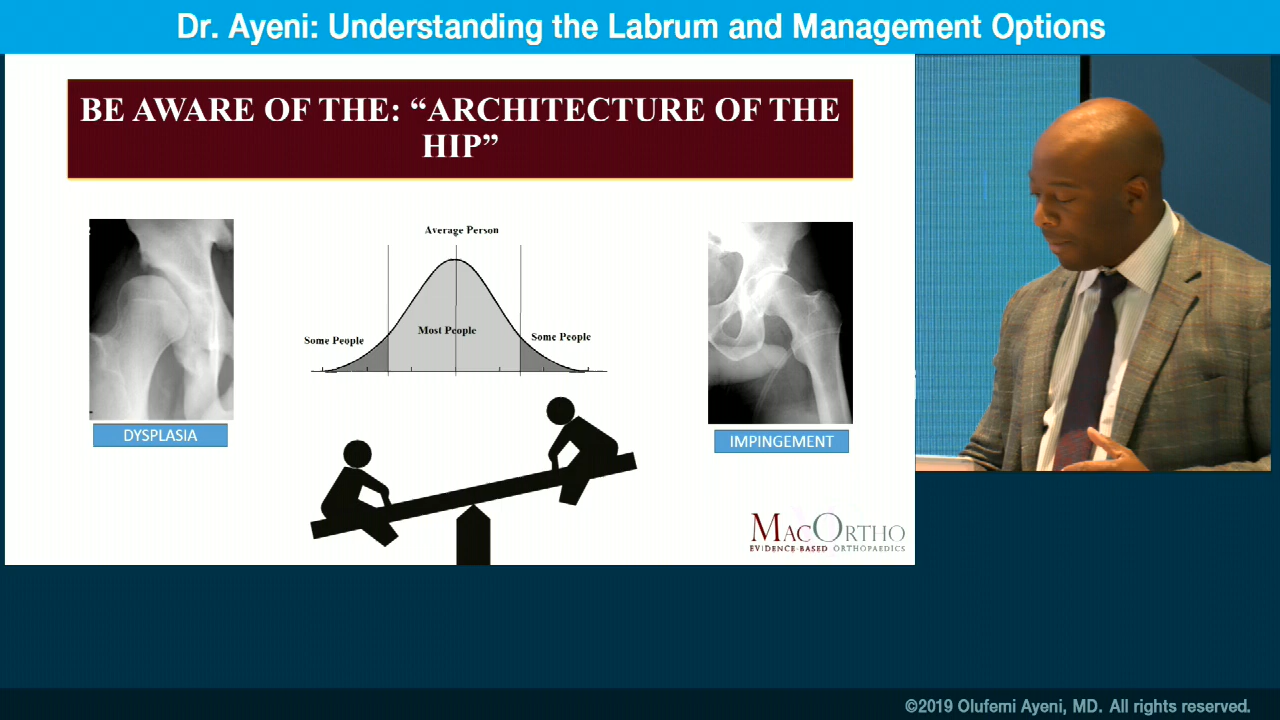 Dr. Ayeni: Understanding the Labrum and Management Options
BE AWARE OF THE: “ARCHITECTURE OF THE
HIP”
Average Person
Some People
Most People
Some People
DYSPLASIA
IMPINGEMENT
MACORTHO
EVIDENCE BASED ORTHOPAEDICS
©2019 Olufemi Ayeni, MD. All rights reserved.